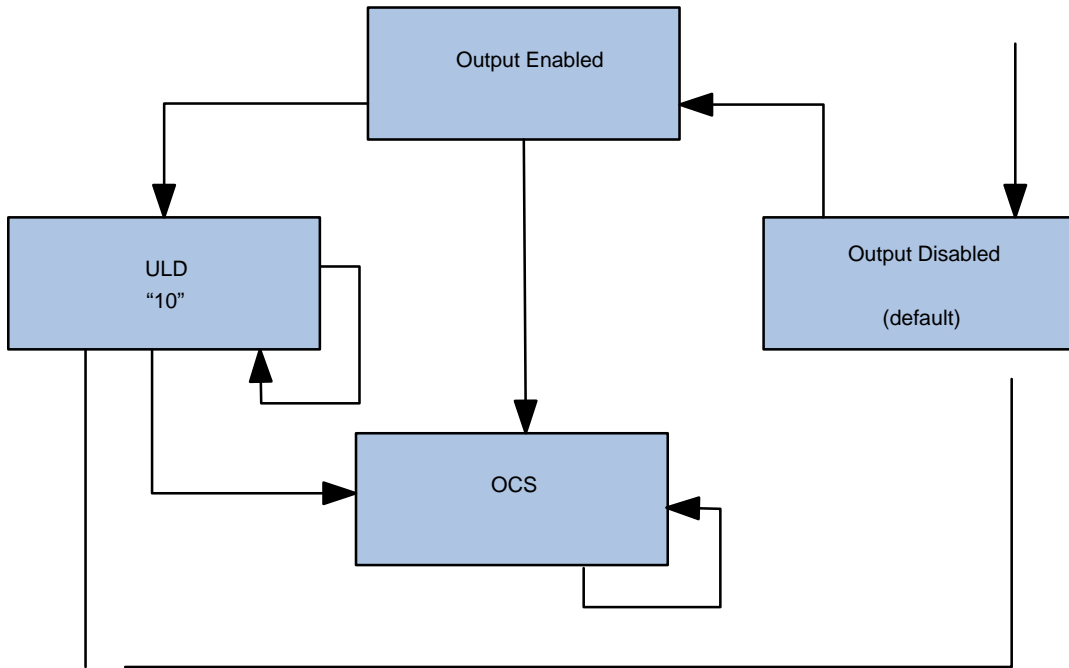 Output Enabled
ULD
“10”
Output Disabled
(default)
OCS